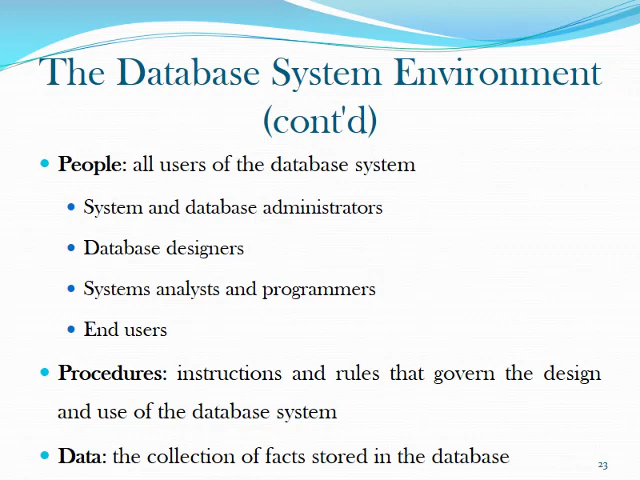 The Database System Environment
(cont'd)
People: all users of the database system
System and database administrators
Database designers
Systems analysts and programmers
End users
Procedures: instructions and rules that govern the design
and use of the database system
Data: the collection of facts stored in the database
23